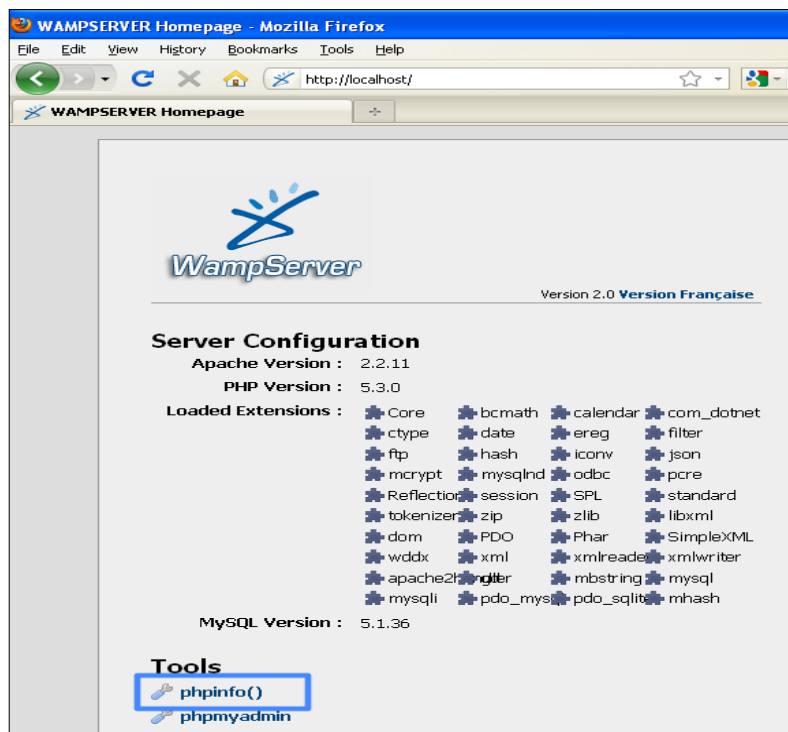 WAMPSERVER Homepage - Mozilla Firefox
File Edit View History Bookmarks Tools Help
http://localhost/
WAMPSERVER Homepage
WampServer
Version 2.0 Version Française
Server Configuration
Apache Version : 2.2.11
PHP Version : 5.3.0
Loaded Extensions : Core bcmath calendar com_dotnet
ctype date ereg filter
ftp hash iconv json
mcrypt mysqlnd odbc pcre
Reflection session SPL standard
tokenizer zip zlib libxml
dom PDO Phar SimpleXML
wddx xml xmlreader xmlwriter
mbstring mysql
mysqli pdo_mys pdo_sqlite mhash
MySQL Version : 5.1.36
Tools
phpinfo()
phpmyadmin